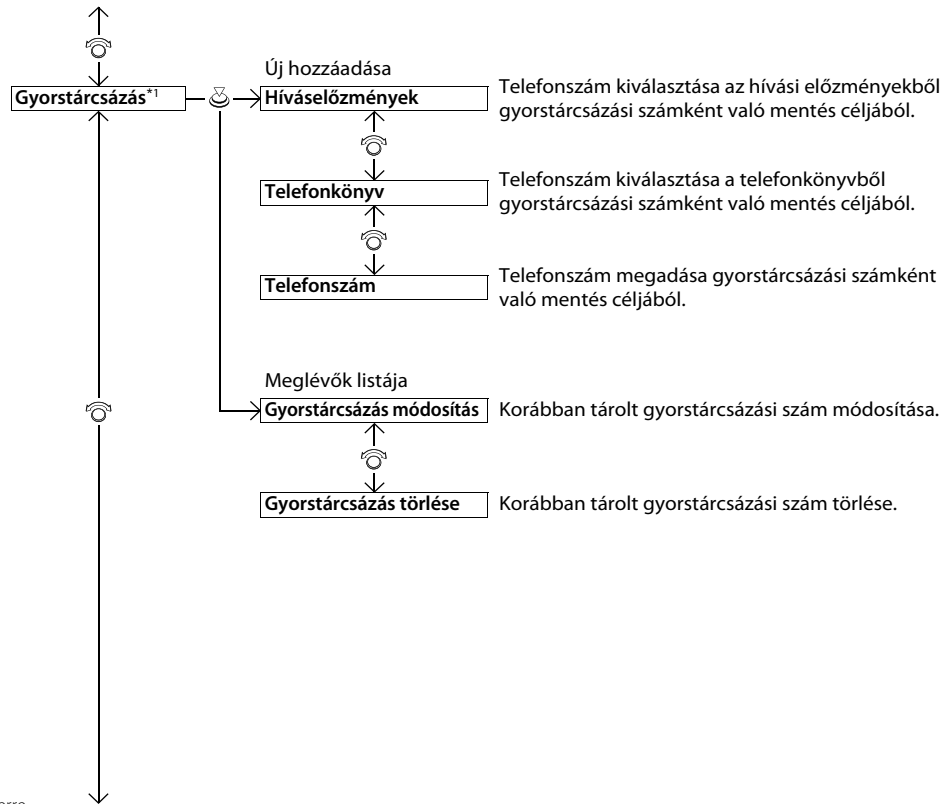 Gyorstárcsázás*1
Új hozzáadása
Híváselőzmények
Telefonszám kiválasztása az hívási előzményekből
gyorstárcsázási számként való mentés céljából.
Telefonkönyv
Telefonszám kiválasztása a telefonkönyvből
gyorstárcsázási számként való mentés céljából.
Telefonszám
Telefonszám megadása gyorstárcsázási számként
való mentés céljából.
Meglévők listája
Gyorstárcsázás módosítás
Korábban tárolt gyorstárcsázási szám módosítása.
Gyorstárcsázás törlése
Korábban tárolt gyorstárcsázási szám törlése.